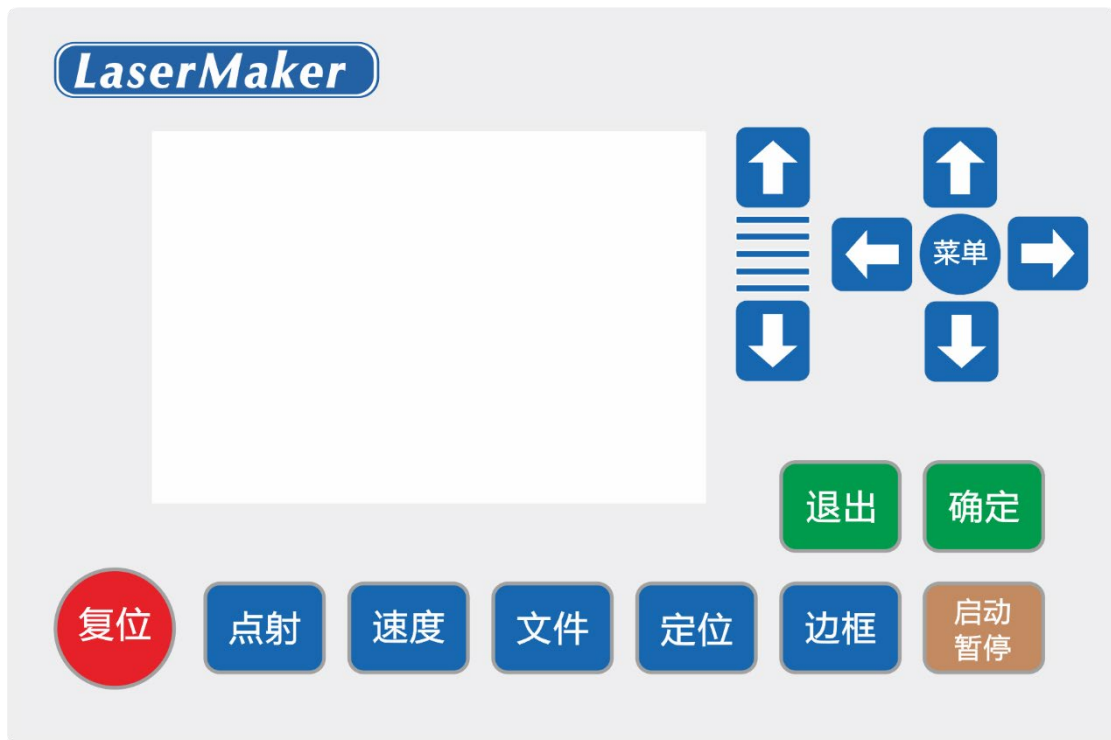 LaserMaker
菜单
退出
确定
复位
点射
速度
文件
定位
边框
启动
暂停